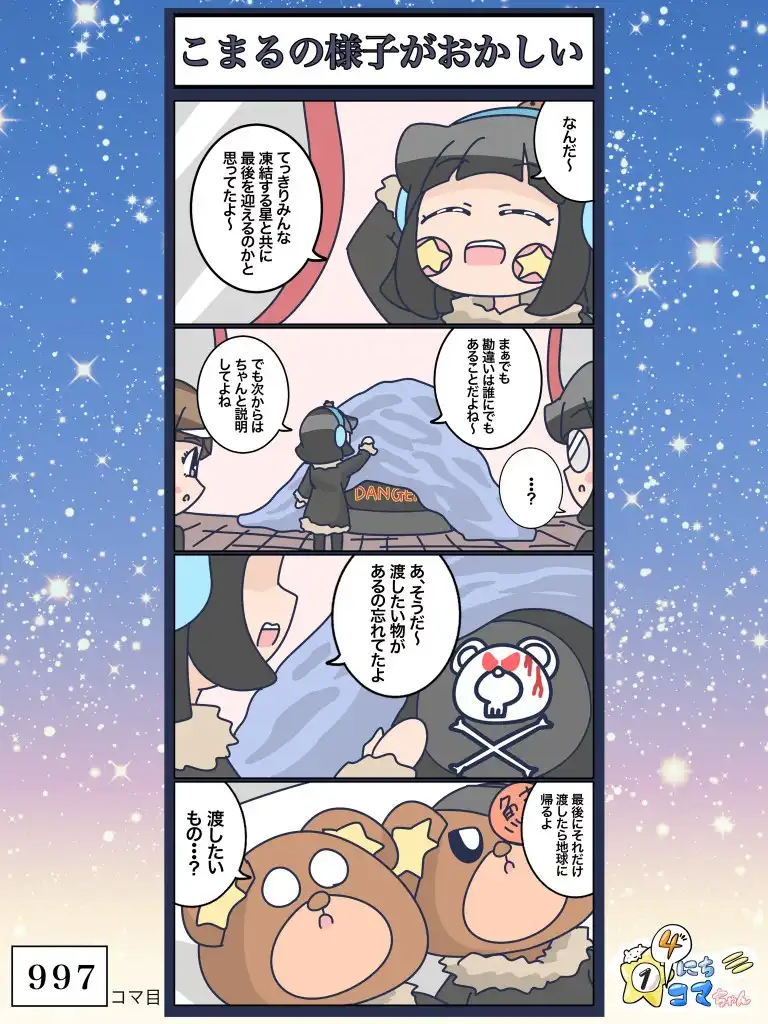 こまるの様子がおかしい
なんだ～
てっきりみんな
凍結する星と共に
最後を迎えるのかと
思ってたよ～
まぁでも
勘違いは誰にでも
あることだよね～
…?
でも次からは
ちゃんと説明
してよね
DANGE
あ、そうだ～
渡したい物が
あるの忘れてたよ
最後にそれだけ
渡したら地球に
帰るよ
渡したい
もの…?
997
コマ目
1
にち
4
コマ
ちゃん